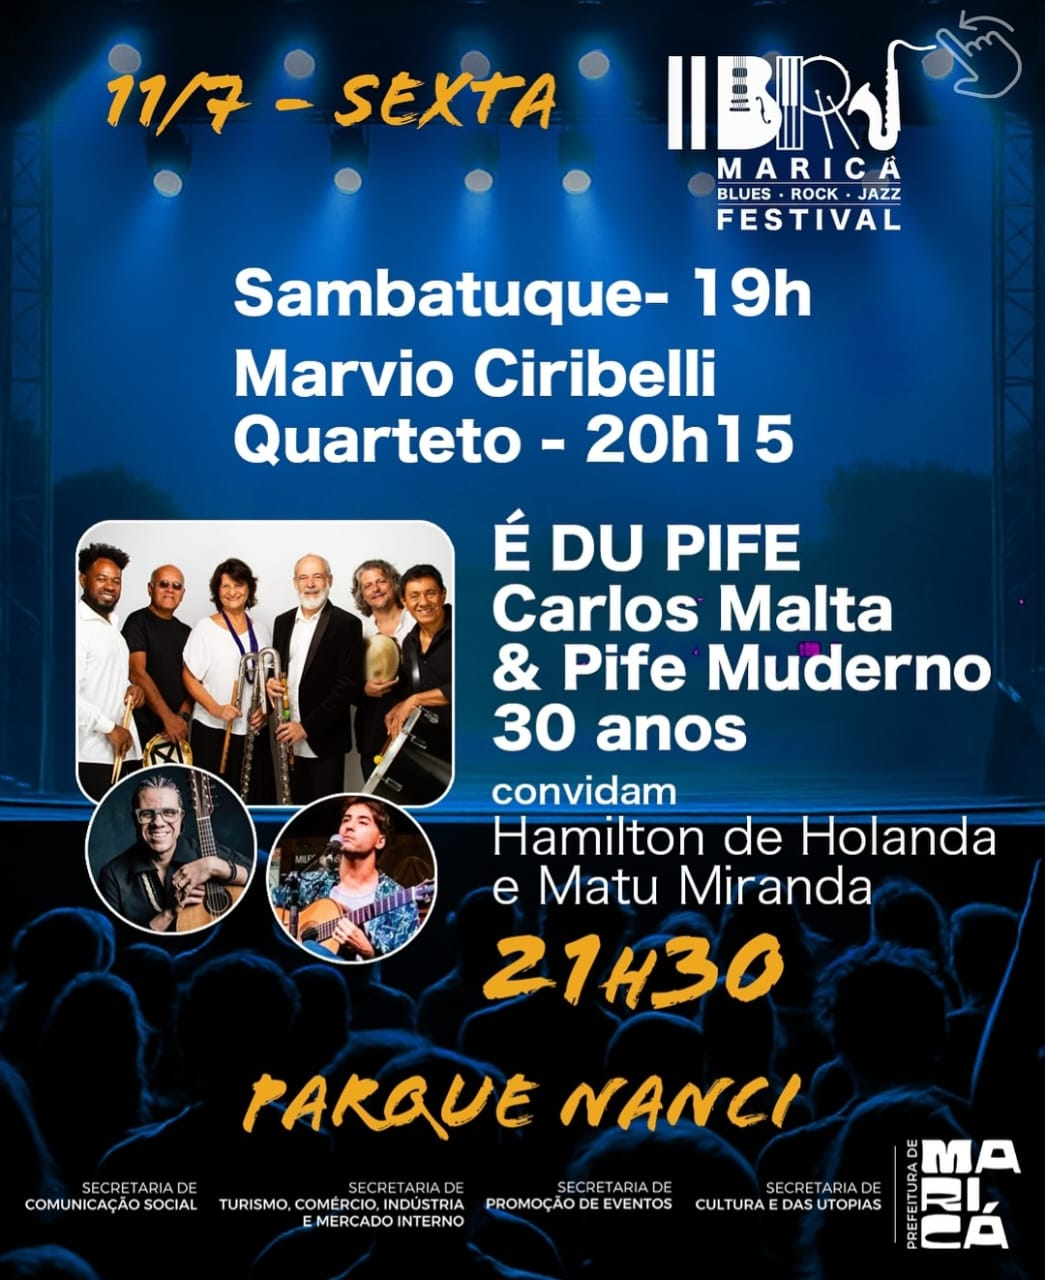 11/7 - SEXTA
II BRJ
MARICÁ
BLUES · ROCK · JAZZ
FESTIVAL
Sambatuque- 19h
Marvio Ciribelli
Quarteto - 20h15
É DU PIFE
Carlos Malta
& Pife Muderno
30 anos
convidam
Hamilton de Holanda
e Matu Miranda
21H30
PARQUE NANCI
SECRETARIA DE
COMUNICAÇÃO SOCIAL
SECRETARIA DE
TURISMO, COMÉRCIO, INDÚSTRIA
E MERCADO INTERNO
SECRETARIA DE
PROMOÇÃO DE EVENTOS
SECRETARIA DE
CULTURA E DAS UTOPIAS
PREFEITURA DE
MA
RI
CÁ